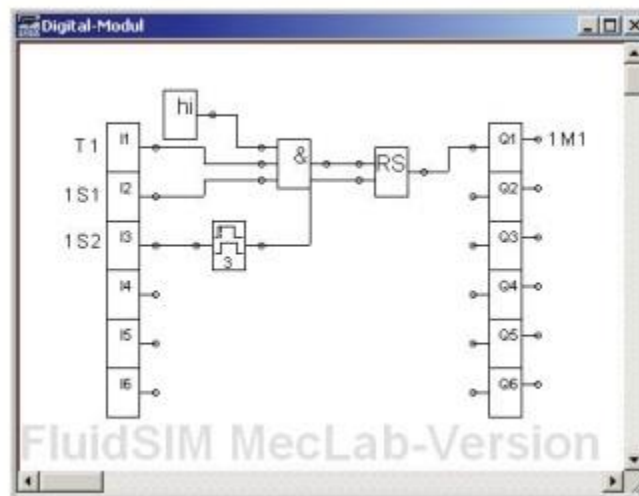 Digital-Modul
hi
T1 I1 & RS Q1 1M1
1S1 I2 Q2
1S2 I3 3 Q3
I4 Q4
I5 Q5
I6 Q6
FluidSIM MecLab-Version